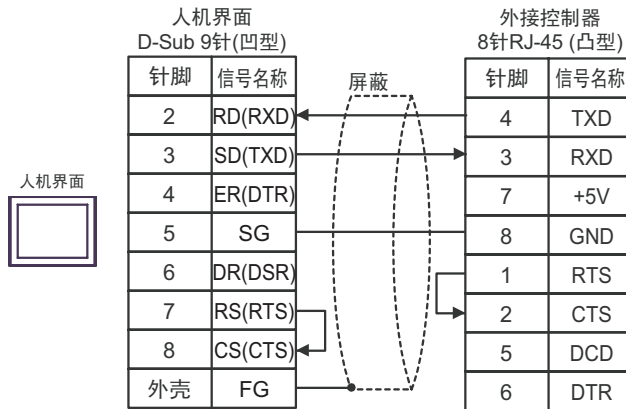 人机界面
D-Sub 9针(凹型)
外接控制器
8针RJ-45 (凸型)
针脚 信号名称
屏蔽
针脚 信号名称
2 RD(RXD) 4 TXD
3 SD(TXD) 3 RXD
人机界面
4 ER(DTR) 7 +5V
5 SG 8 GND
6 DR(DSR) 1 RTS
7 RS(RTS) 2 CTS
8 CS(CTS) 5 DCD
外壳 FG 6 DTR